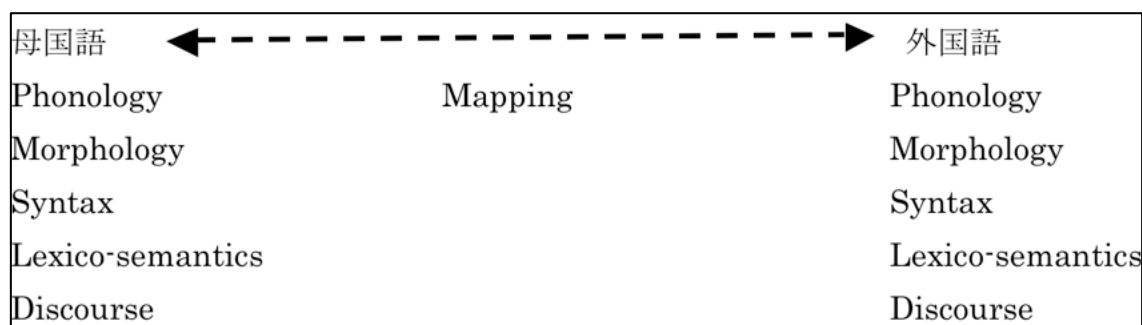 母国語 外国語
Phonology Mapping Phonology
Morphology Morphology
Syntax Syntax
Lexico-semantics Lexico-semantics
Discourse Discourse